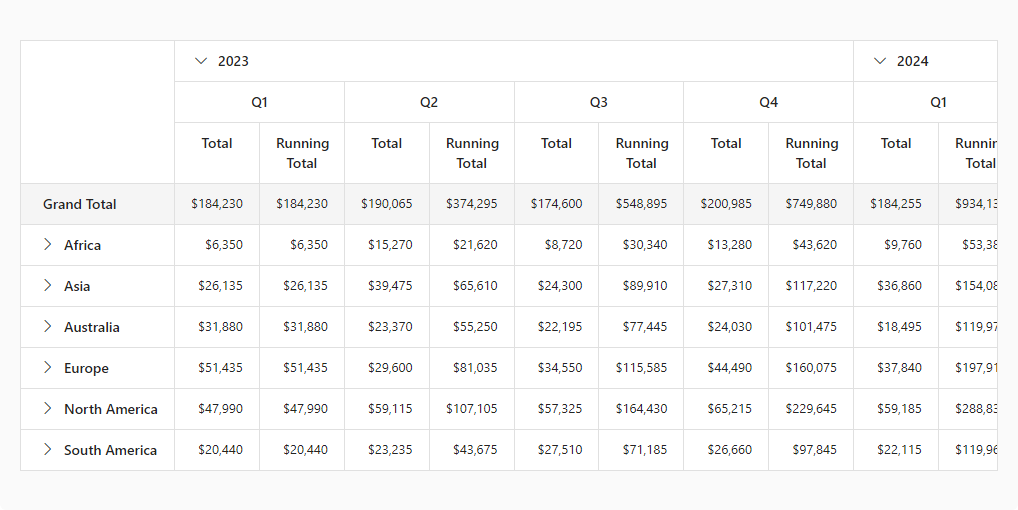 2023 2024
Q1 Q2 Q3 Q4 Q1
Total Running Total Total Running Total Total Running Total Total Running Total Total Total
Grand Total $184,230 $184,230 $190,065 $374,295 $174,600 $548,895 $200,985 $749,880 $184,255
Africa $6,350 $6,350 $15,270 $21,620 $8,720 $30,340 $13,280 $43,620 $9,760
Asia $26,135 $26,135 $39,475 $65,610 $24,300 $89,910 $27,310 $117,220 $36,860
Australia $31,880 $31,880 $23,370 $55,250 $22,195 $77,445 $24,030 $101,475 $18,495
Europe $51,435 $51,435 $29,600 $81,035 $34,550 $115,585 $44,490 $160,075 $37,840
North America $47,990 $47,990 $59,115 $107,105 $57,325 $164,430 $65,215 $229,645 $59,185
South America $20,440 $20,440 $23,235 $43,675 $27,510 $71,185 $26,660 $97,845 $22,115